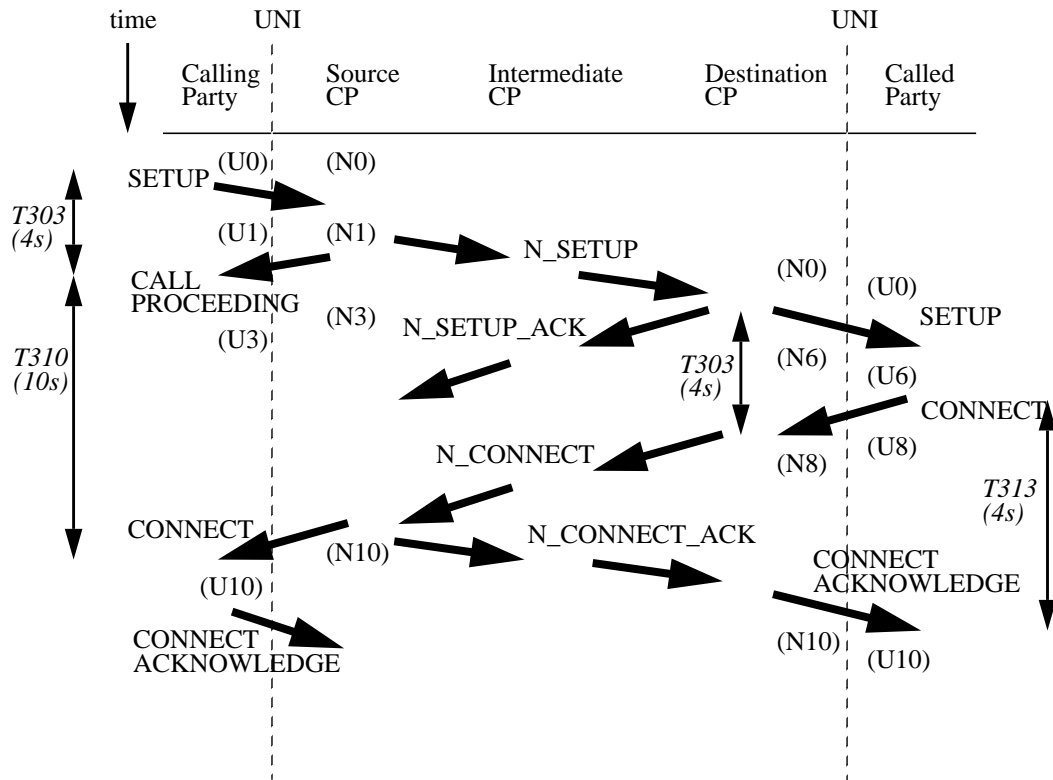 time
UNI
UNI
Calling
Party
Source
CP
Intermediate
CP
Destination
CP
Called
Party
(U0)
(N0)
SETUP
T303
(4s)
(U1)
(N1)
N_SETUP
(N0)
CALL
PROCEEDING
(U0)
SETUP
(N3)
N_SETUP_ACK
(U3)
T310
(10s)
T303
(4s)
(N6)
(U6)
CONNECT
N_CONNECT
(N8)
(U8)
T313
(4s)
CONNECT
(N10)
N_CONNECT_ACK
CONNECT
ACKNOWLEDGE
(U10)
CONNECT
ACKNOWLEDGE
(N10)
(U10)